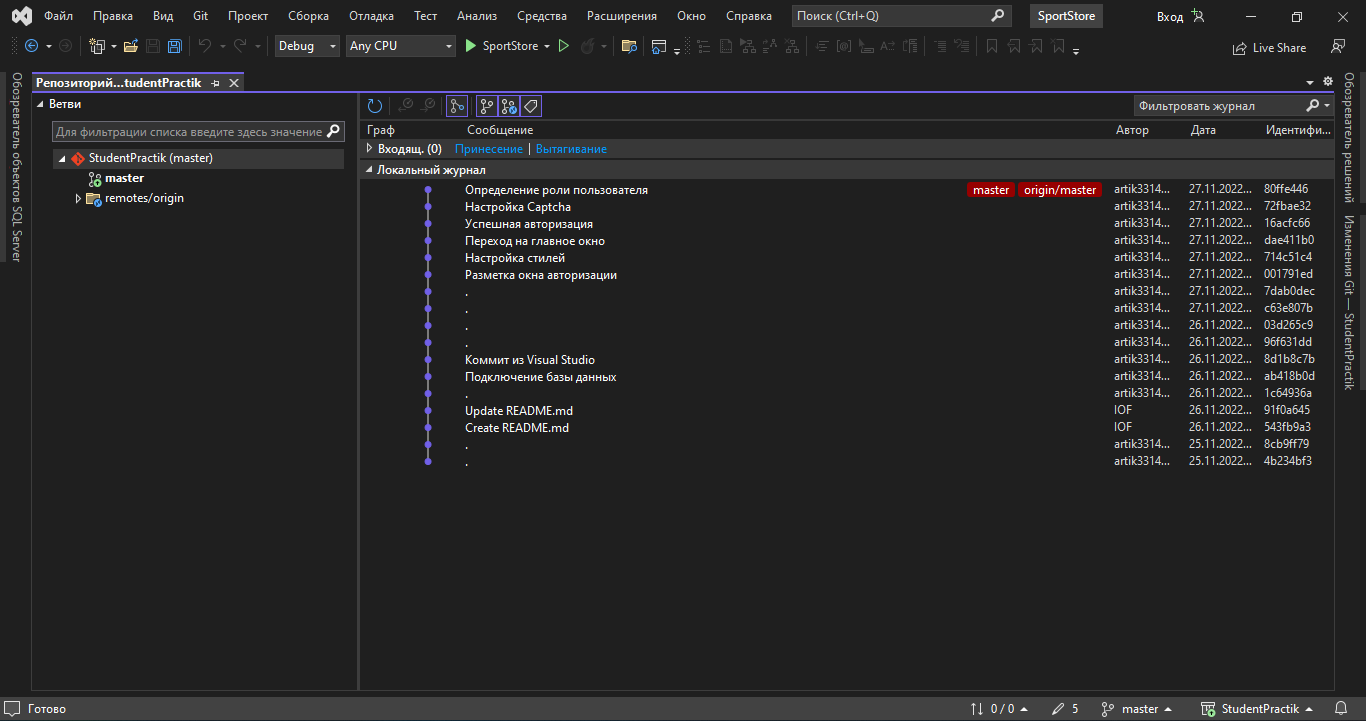 Файл Правка Вид Git Проект Сборка Отладка Тест Анализ Средства Расширения Окно Справка Поиск (Ctrl+Q) SportStore Вход
Debug Any CPU SportStore Live Share
Обозреватель объектов SQL Server
Репозиторий...tudentPractik
Ветви
Для фильтрации списка введите здесь значение
StudentPractik (master)
master
remotes/origin
Фильтровать журнал
Граф Сообщение Автор Дата Идентифи...
Входящ. (0) Принесение | Вытягивание
Локальный журнал
Определение роли пользователя master origin/master artik3314... 27.11.2022... 80ffe446
Настройка Captcha artik3314... 27.11.2022... 72fbae32
Успешная авторизация artik3314... 27.11.2022... 16acfc66
Переход на главное окно artik3314... 27.11.2022... dae411b0
Настройка стилей artik3314... 27.11.2022... 714c51c4
Разметка окна авторизации artik3314... 27.11.2022... 001791ed
. artik3314... 27.11.2022... 7dab0dec
. artik3314... 27.11.2022... c63e807b
. artik3314... 26.11.2022... 03d265c9
. artik3314... 26.11.2022... 96f631dd
Коммит из Visual Studio artik3314... 26.11.2022... 8d1b8c7b
Подключение базы данных artik3314... 26.11.2022... ab418b0d
. artik3314... 26.11.2022... 1c64936a
Update README.md IOF 26.11.2022... 91f0a645
Create README.md IOF 26.11.2022... 543fb9a3
. artik3314... 25.11.2022... 8cb9ff79
. artik3314... 25.11.2022... 4b234bf3
Обозреватель решений
Изменения Git — StudentPractik
Готово 0 / 0 5 master StudentPractik